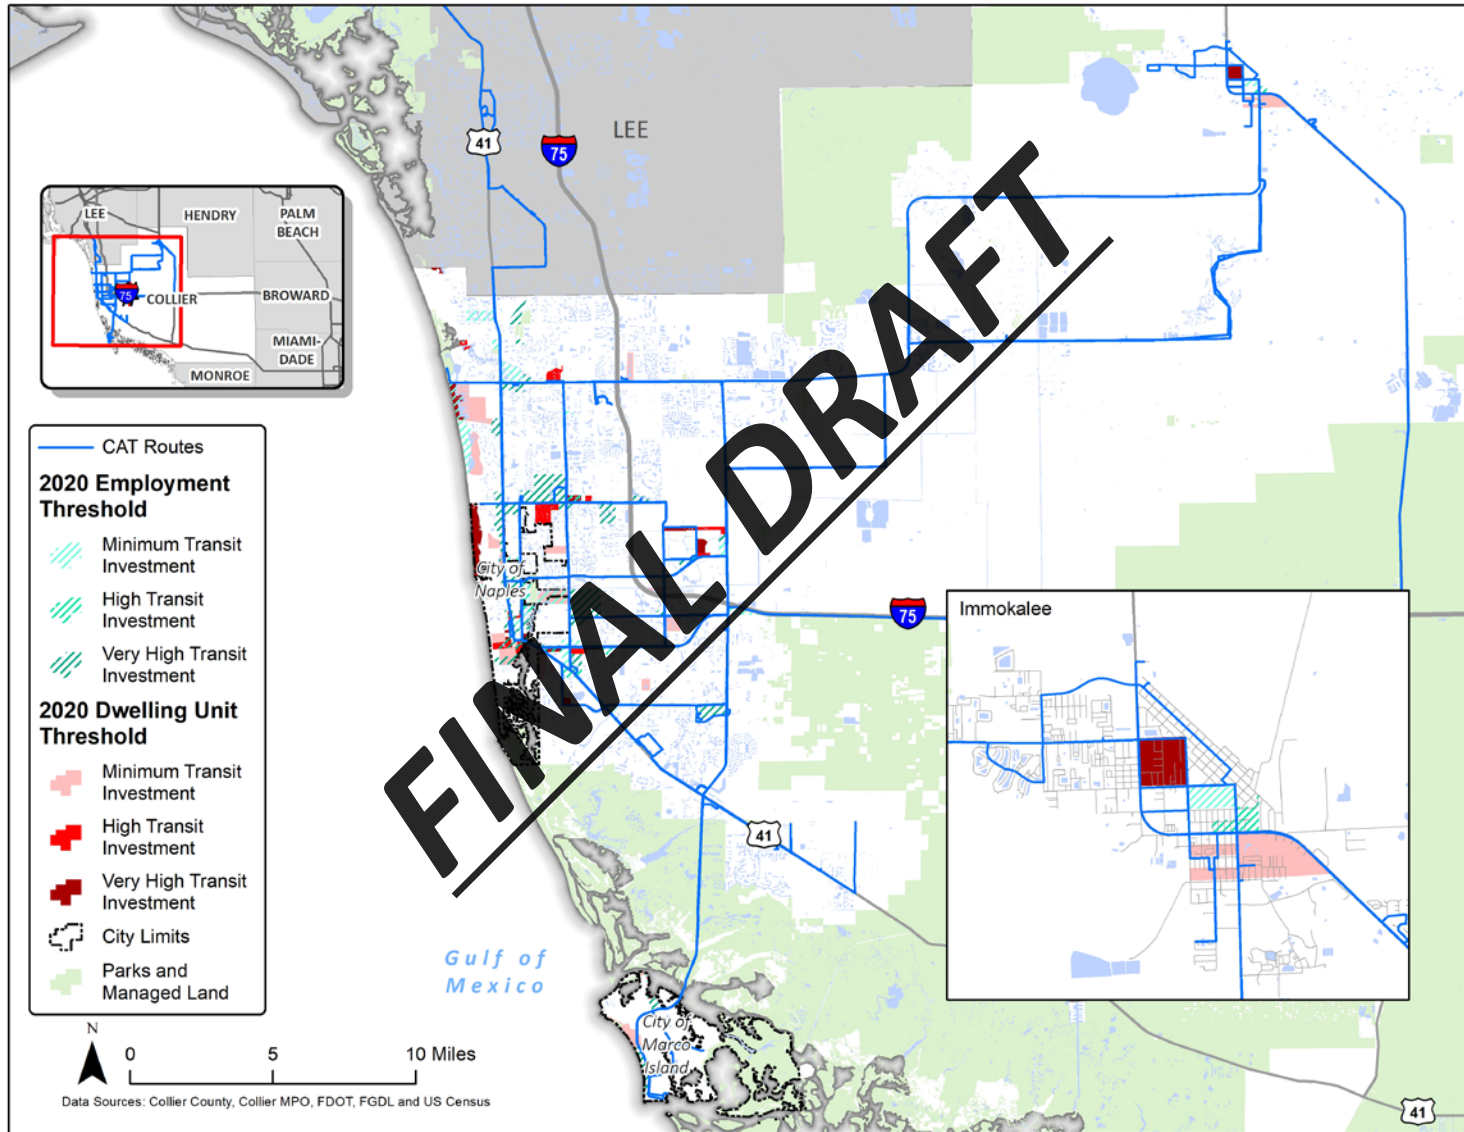 LEE
41
75
LEE
HENDRY
PALM
BEACH
75
COLLIER
BROWARD
MIAMI-
DADE
MONROE
FINAL DRAFT
CAT Routes
2020 Employment
Threshold
Minimum Transit
Investment
High Transit
Investment
Very High Transit
Investment
2020 Dwelling Unit
Threshold
Minimum Transit
Investment
High Transit
Investment
Very High Transit
Investment
City Limits
Parks and
Managed Land
City of
Naples
75
Immokalee
41
Gulf of
Mexico
City of
Marco
Island
N
0 5 10 Miles
Data Sources: Collier County, Collier MPO, FDOT, FGDL and US Census
41